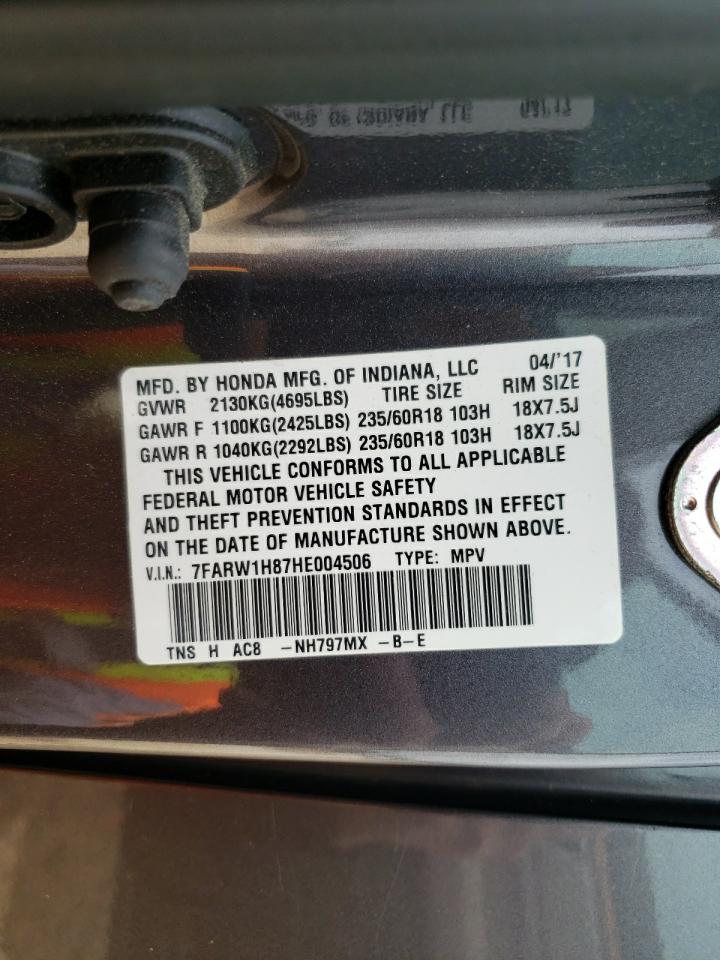 MFD. BY HONDA MFG. OF INDIANA, LLC 04/'17
GVWR 2130KG(4695LBS) TIRE SIZE RIM SIZE
GAWR F 1100KG(2425LBS) 235/60R18 103H 18X7.5J
GAWR R 1040KG(2292LBS) 235/60R18 103H 18X7.5J
THIS VEHICLE CONFORMS TO ALL APPLICABLE
FEDERAL MOTOR VEHICLE SAFETY
AND THEFT PREVENTION STANDARDS IN EFFECT
ON THE DATE OF MANUFACTURE SHOWN ABOVE.
V.I.N.: 7FARW1H87HE004506 TYPE: MPV
TNS H AC8 -NH797MX -B-E